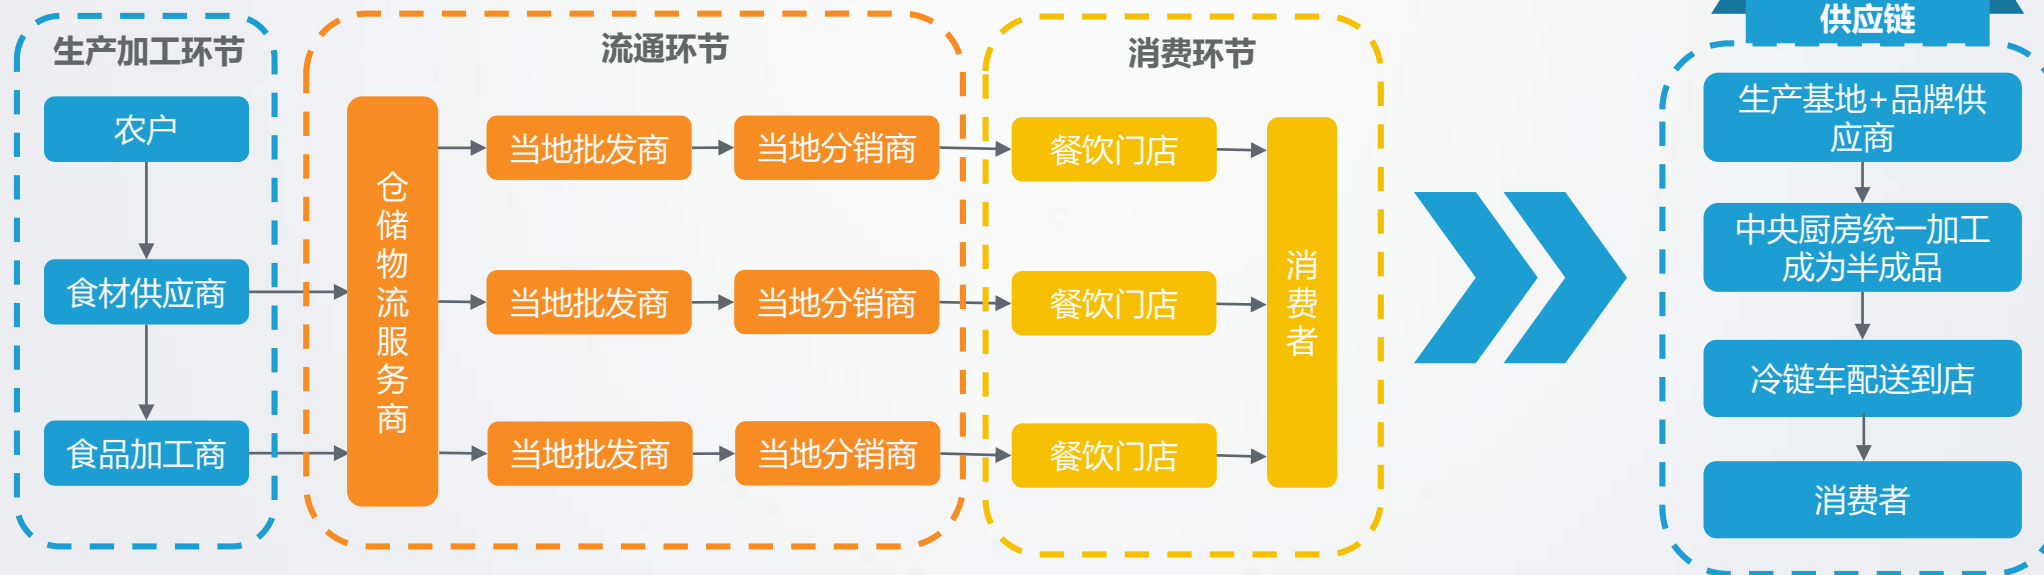 生产加工环节
农户
食材供应商
食品加工商
流通环节
仓储物流服务商
当地批发商
当地分销商
当地批发商
当地分销商
当地批发商
当地分销商
消费环节
餐饮门店
餐饮门店
餐饮门店
消费者
供应链
生产基地+品牌供
应商
中央厨房统一加工
成为半成品
冷链车配送到店
消费者